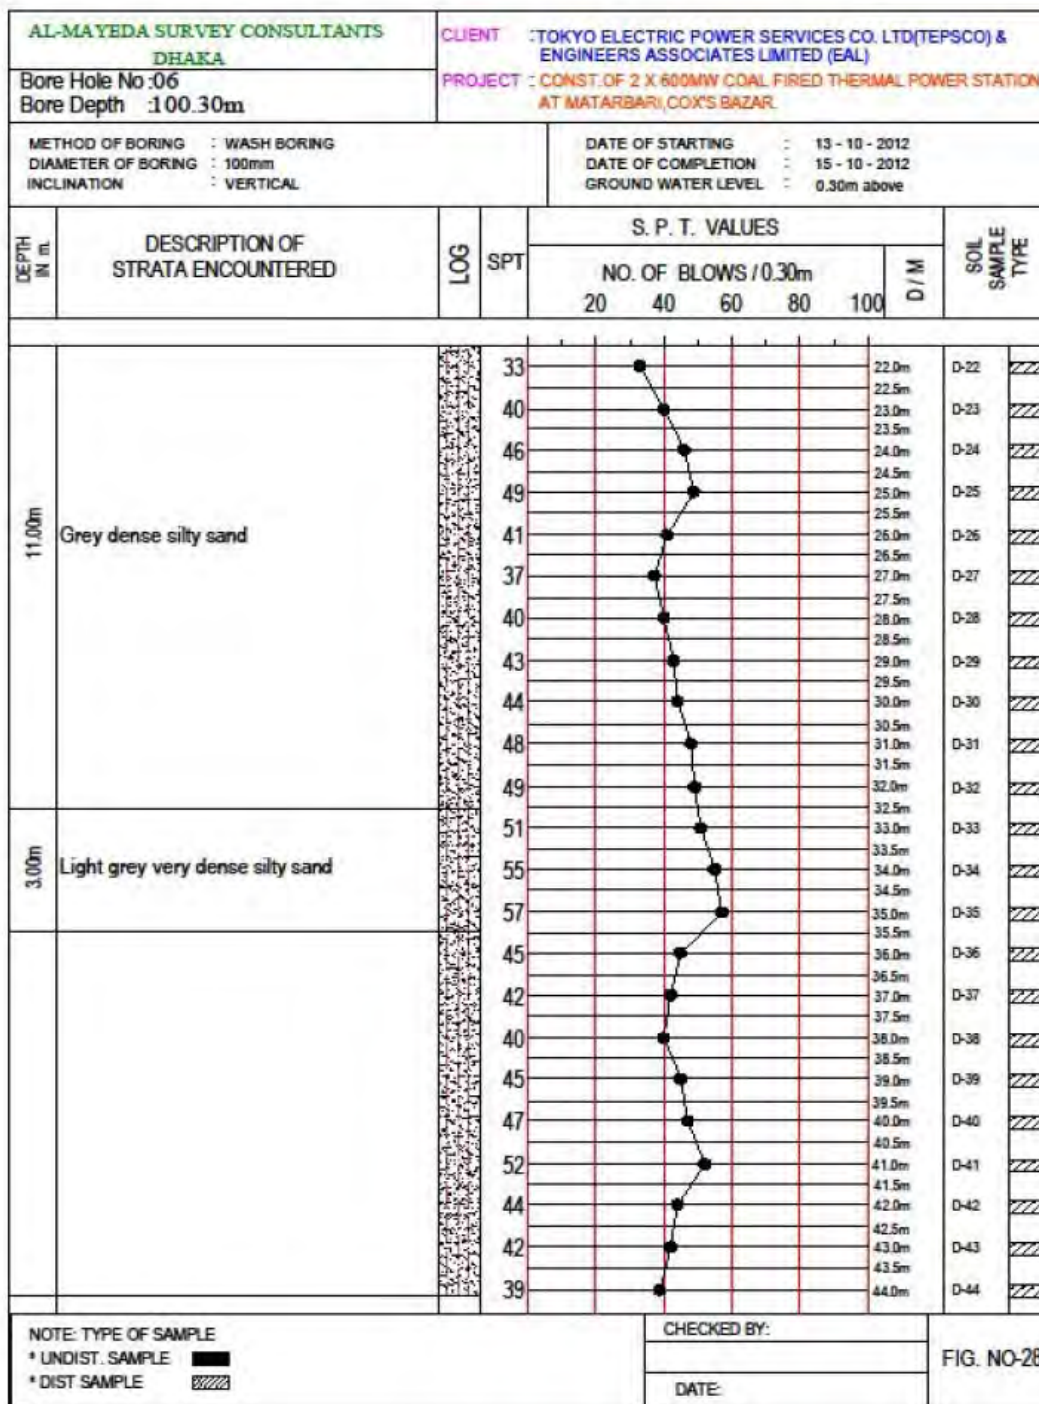 AL-MAYEDA SURVEY CONSULTANTS
DHAKA
Bore Hole No :06
Bore Depth :100.30m
CLIENT :TOKYO ELECTRIC POWER SERVICES CO. LTD(TEPSCO) &
ENGINEERS ASSOCIATES LIMITED (EAL)
PROJECT : CONST.OF 2 X 600MW COAL FIRED THERMAL POWER STATION
AT MATARBARI,COX'S BAZAR.
METHOD OF BORING : WASH BORING
DIAMETER OF BORING : 100mm
INCLINATION : VERTICAL
DATE OF STARTING : 13 - 10 - 2012
DATE OF COMPLETION : 15 - 10 - 2012
GROUND WATER LEVEL : 0.30m above
DEPTH
IN m.
DESCRIPTION OF
STRATA ENCOUNTERED
LOG
SPT
S. P. T. VALUES
NO. OF BLOWS / 0.30m
20 40 60 80 100
D / M
SOIL
SAMPLE
TYPE
33 22.0m D-22
22.5m
40 23.0m D-23
23.5m
46 24.0m D-24
24.5m
49 25.0m D-25
25.5m
11.00m Grey dense silty sand
41 26.0m D-26
26.5m
37 27.0m D-27
27.5m
40 28.0m D-28
28.5m
43 29.0m D-29
29.5m
44 30.0m D-30
30.5m
48 31.0m D-31
31.5m
49 32.0m D-32
32.5m
51 33.0m D-33
33.5m
3.00m Light grey very dense silty sand
55 34.0m D-34
34.5m
57 35.0m D-35
35.5m
45 36.0m D-36
36.5m
42 37.0m D-37
37.5m
40 38.0m D-38
38.5m
45 39.0m D-39
39.5m
47 40.0m D-40
40.5m
52 41.0m D-41
41.5m
44 42.0m D-42
42.5m
42 43.0m D-43
43.5m
39 44.0m D-44
NOTE: TYPE OF SAMPLE
* UNDIST. SAMPLE
* DIST SAMPLE
CHECKED BY:
DATE:
FIG. NO-28